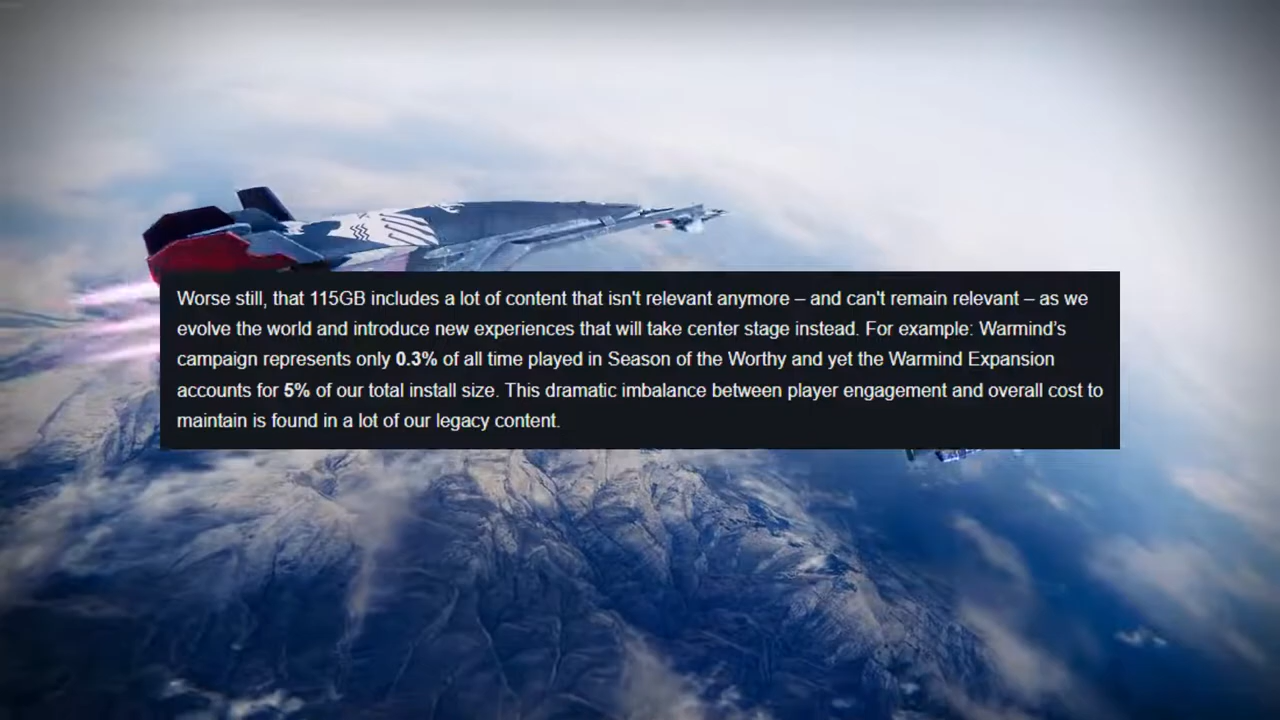 Worse still, that 115GB includes a lot of content that isn't relevant anymore – and can't remain relevant – as we
evolve the world and introduce new experiences that will take center stage instead. For example: Warmind's
campaign represents only 0.3% of all time played in Season of the Worthy and yet the Warmind Expansion
accounts for 5% of our total install size. This dramatic imbalance between player engagement and overall cost to
maintain is found in a lot of our legacy content.